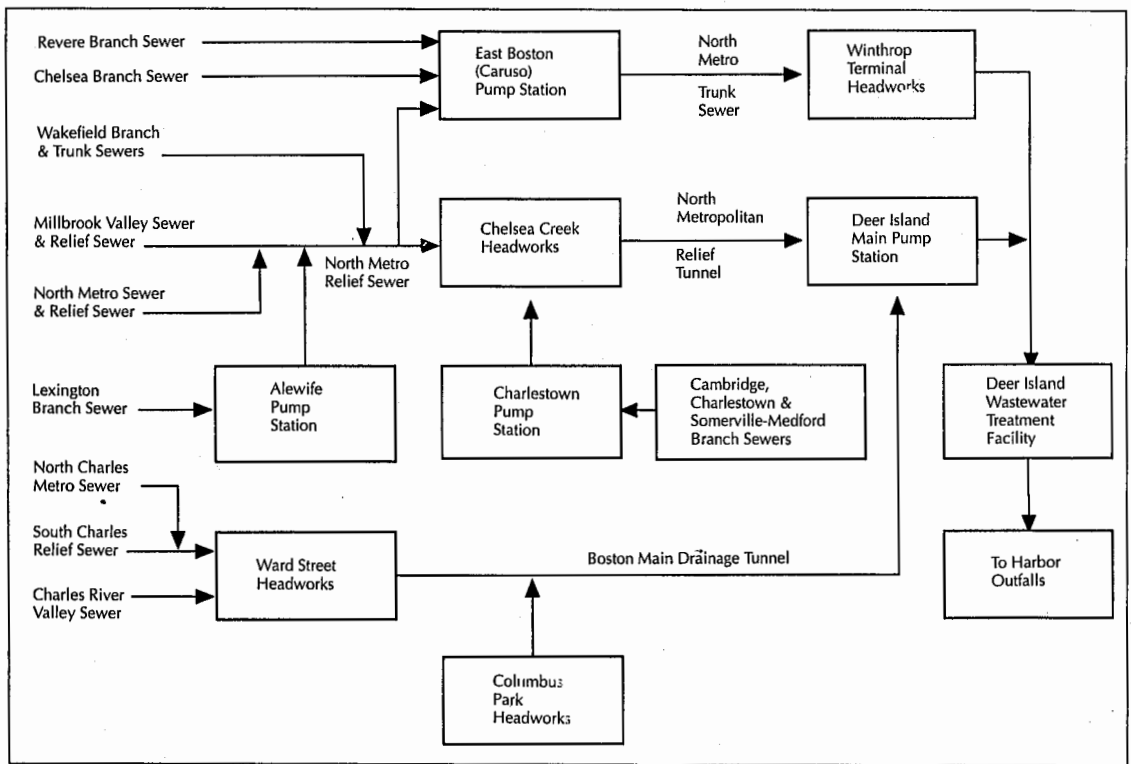 Revere Branch Sewer
Chelsea Branch Sewer
East Boston
(Caruso)
Pump Station
North
Metro
Trunk
Sewer
Winthrop
Terminal
Headworks
Wakefield Branch
& Trunk Sewers
Millbrook Valley Sewer
& Relief Sewer
North Metro
Relief Sewer
Chelsea Creek
Headworks
North
Metropolitan
Relief
Tunnel
Deer Island
Main Pump
Station
North Metro Sewer
& Relief Sewer
Lexington
Branch Sewer
Alewife
Pump
Station
Charlestown
Pump
Station
Cambridge,
Charlestown &
Somerville-Medford
Branch Sewers
Deer Island
Wastewater
Treatment
Facility
North Charles
Metro Sewer
South Charles
Relief Sewer
Charles River
Valley Sewer
Ward Street
Headworks
Boston Main Drainage Tunnel
To Harbor
Outfalls
Columbus
Park
Headworks